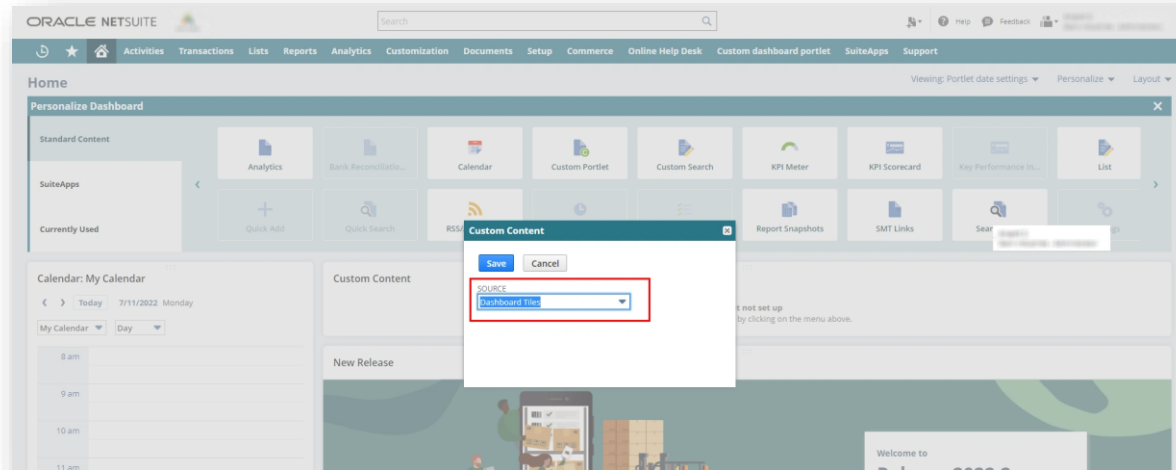 ORACLE NETSUITE
Search
Help
Feedback
Activities Transactions Lists Reports Analytics Customization Documents Setup Commerce Online Help Desk Custom dashboard portlet SuiteApps Support
Home
Viewing: Portlet date settings Personalize Layout
Personalize Dashboard
Standard Content
SuiteApps
Currently Used
Analytics
Bank Reconciliatio...
Calendar
Custom Portlet
Custom Search
KPI Meter
KPI Scorecard
Key Performance In...
List
Quick Add
Quick Search
RSS/
Report Snapshots
SMT Links
Sear
Custom Content
Save
Cancel
SOURCE
Dashboard Tiles
Calendar: My Calendar
Today 7/11/2022 Monday
My Calendar Day
8 am
9 am
10 am
11 am
Custom Content
t not set up
by clicking on the menu above.
New Release
Welcome to